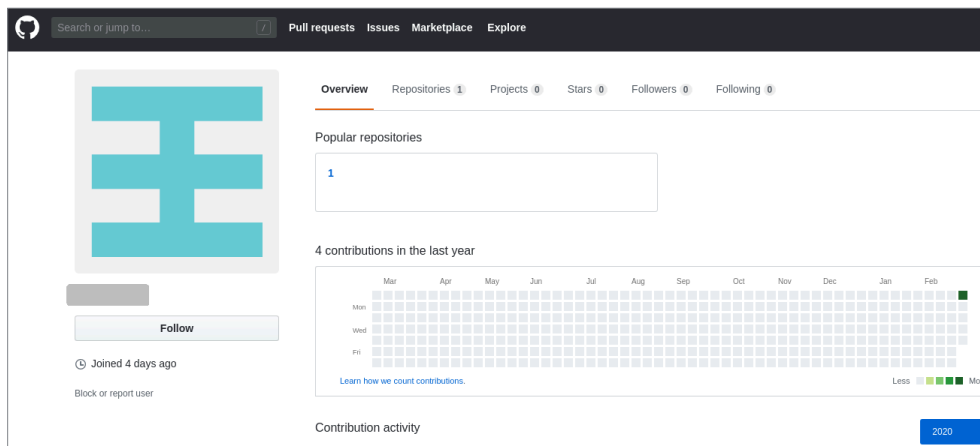 Search or jump to… /
Pull requests Issues Marketplace Explore
Overview Repositories 1 Projects 0 Stars 0 Followers 0 Following 0
Popular repositories
1
4 contributions in the last year
Mar Apr May Jun Jul Aug Sep Oct Nov Dec Jan Feb
Mon
Wed
Fri
Learn how we count contributions.
Less Mo
Follow
Joined 4 days ago
Block or report user
Contribution activity
2020